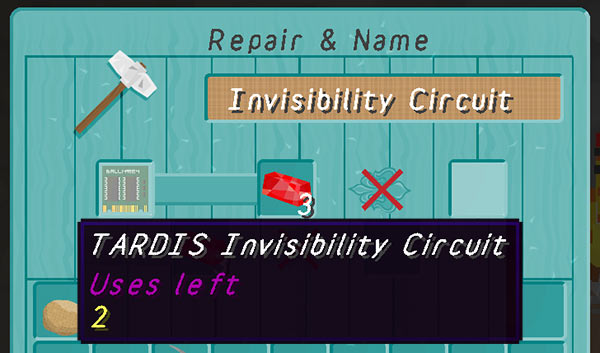 Repair & Name
Invisibility Circuit
3
TARDIS Invisibility Circuit
Uses left
2